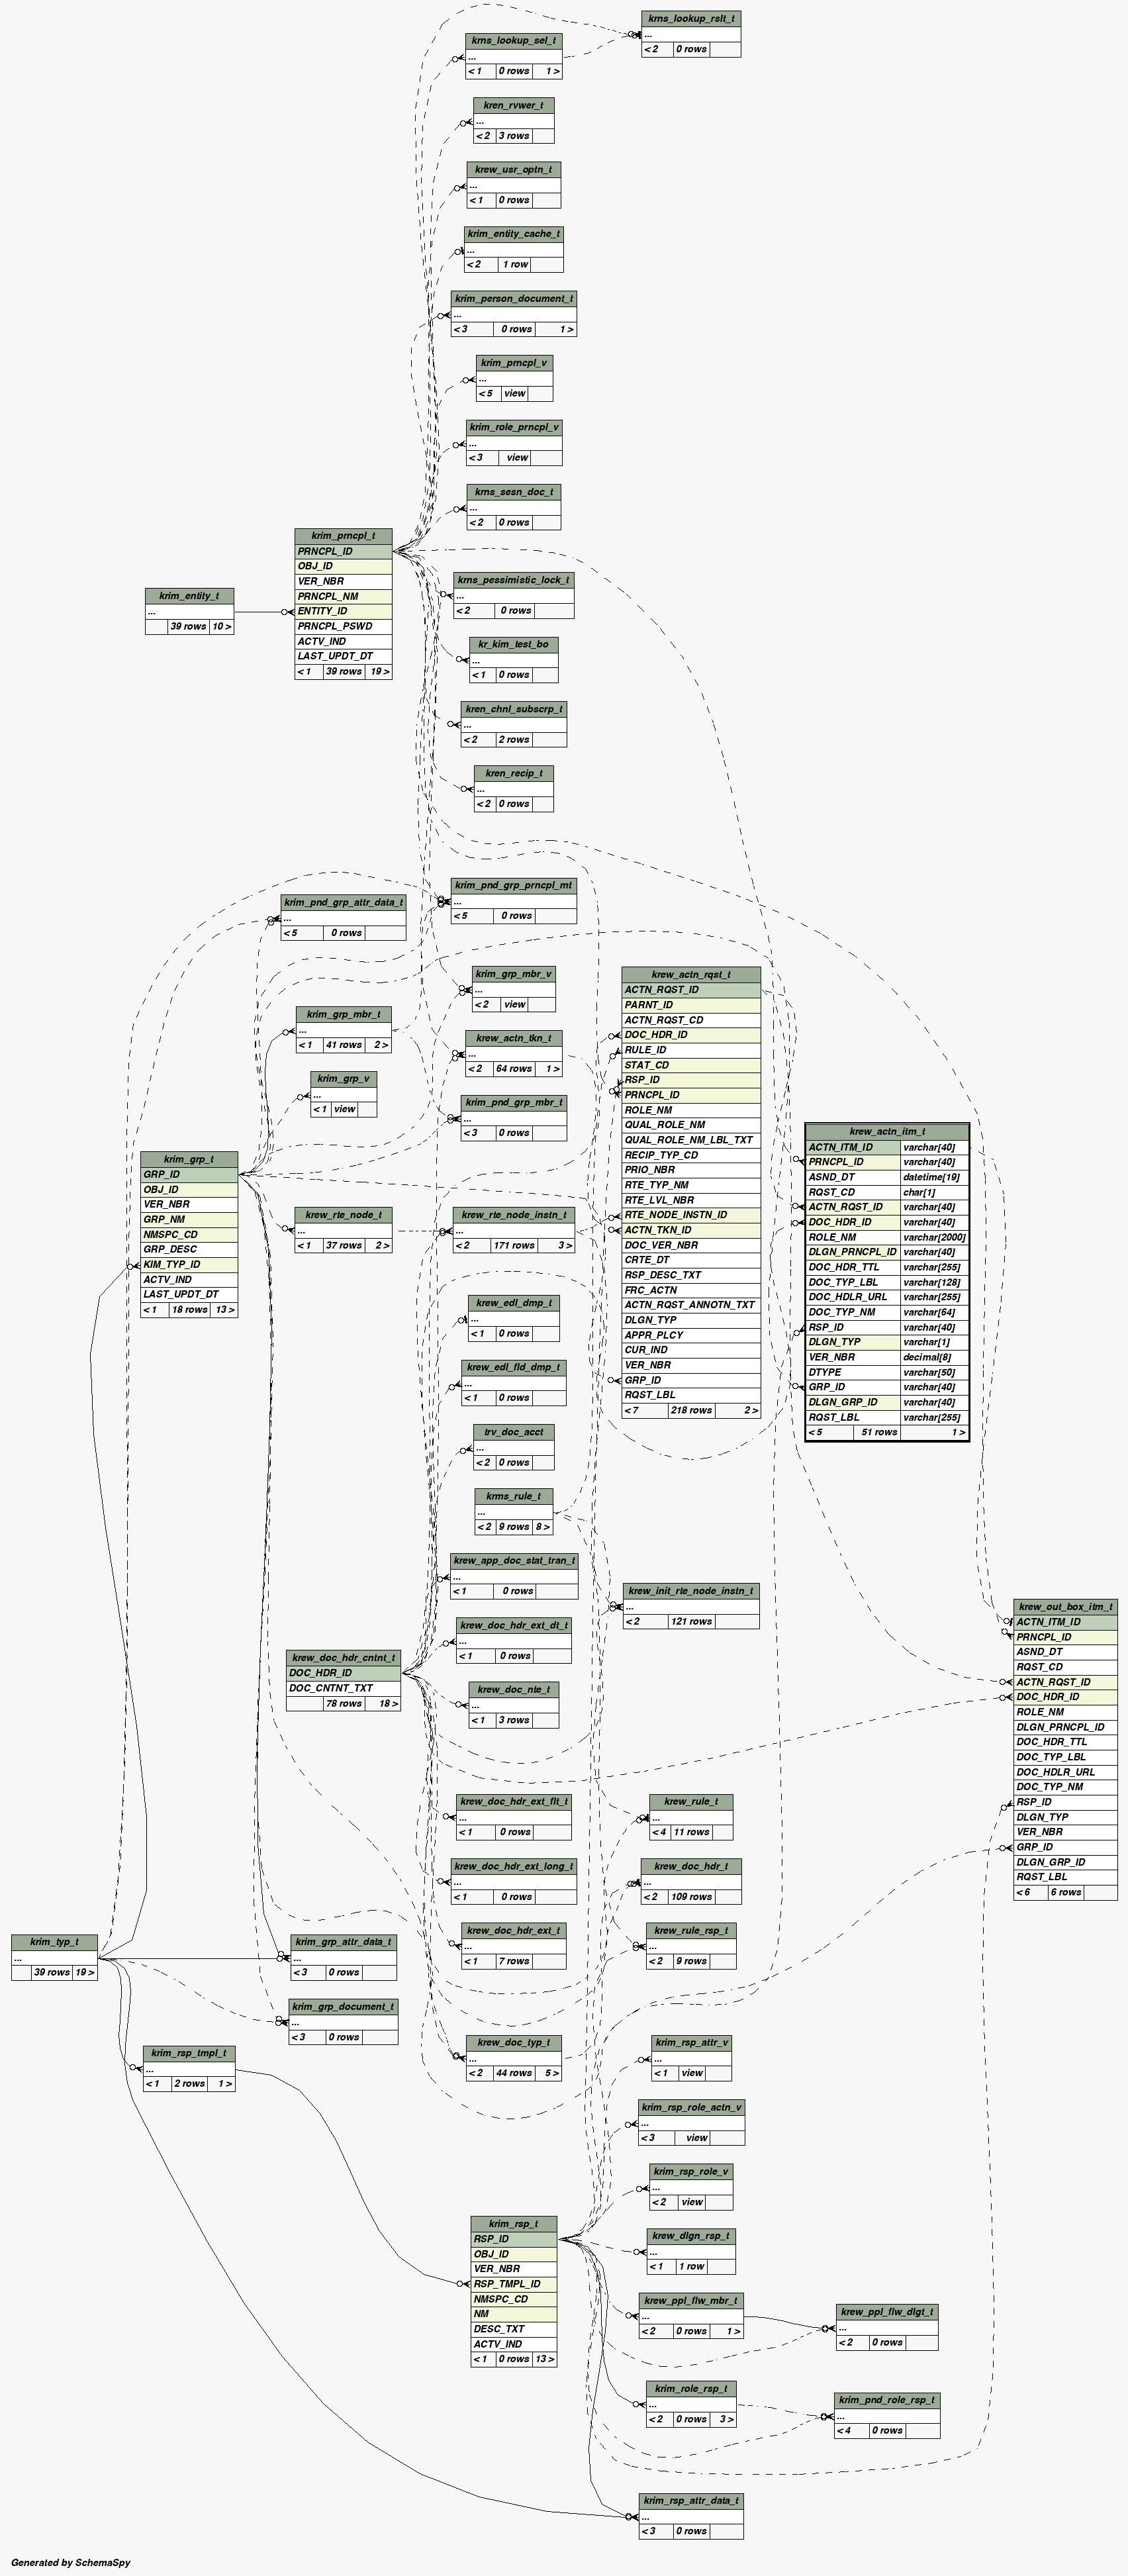 krns_lookup_rslt_t
...
< 2 0 rows
krns_lookup_sel_t
...
< 1 0 rows 1 >
kren_rvwer_t
...
< 2 3 rows
krew_usr_optn_t
...
< 1 0 rows
krim_entity_cache_t
...
< 2 1 row
krim_person_document_t
...
< 3 0 rows 1 >
krim_prncpl_v
...
< 5 view
krim_role_prncpl_v
...
< 3 view
krns_sesn_doc_t
...
< 2 0 rows
krim_prncpl_t
PRNCPL_ID
OBJ_ID
VER_NBR
PRNCPL_NM
ENTITY_ID
PRNCPL_PSWD
ACTV_IND
LAST_UPDT_DT
< 1 39 rows 19 >
krim_entity_t
...
39 rows 10 >
krns_pessimistic_lock_t
...
< 2 0 rows
kr_kim_test_bo
...
< 1 0 rows
kren_chnl_subscrp_t
...
< 2 2 rows
kren_recip_t
...
< 2 0 rows
krim_pnd_grp_prncpl_mt
...
< 5 0 rows
krim_pnd_grp_attr_data_t
...
< 5 0 rows
krim_grp_mbr_v
...
< 2 view
krim_grp_mbr_t
...
< 1 41 rows 2 >
krew_actn_tkn_t
...
< 2 64 rows 1 >
krim_grp_v
...
< 1 view
krim_pnd_grp_mbr_t
...
< 3 0 rows
krew_actn_rqst_t
ACTN_RQST_ID
PARNT_ID
ACTN_RQST_CD
DOC_HDR_ID
RULE_ID
STAT_CD
RSP_ID
PRNCPL_ID
ROLE_NM
QUAL_ROLE_NM
QUAL_ROLE_NM_LBL_TXT
RECIP_TYP_CD
PRIO_NBR
RTE_TYP_NM
RTE_LVL_NBR
RTE_NODE_INSTN_ID
ACTN_TKN_ID
DOC_VER_NBR
CRTE_DT
RSP_DESC_TXT
FRC_ACTN
ACTN_RQST_ANNOTN_TXT
DLGN_TYP
APPR_PLCY
CUR_IND
VER_NBR
GRP_ID
RQST_LBL
< 7 218 rows 2 >
krew_actn_itm_t
ACTN_ITM_ID varchar[40]
PRNCPL_ID varchar[40]
ASND_DT datetime[19]
RQST_CD char[1]
ACTN_RQST_ID varchar[40]
DOC_HDR_ID varchar[40]
ROLE_NM varchar[2000]
DLGN_PRNCPL_ID varchar[40]
DOC_HDR_TTL varchar[255]
DOC_TYP_LBL varchar[128]
DOC_HDLR_URL varchar[255]
DOC_TYP_NM varchar[64]
RSP_ID varchar[40]
DLGN_TYP varchar[1]
VER_NBR decimal[8]
DTYPE varchar[50]
GRP_ID varchar[40]
DLGN_GRP_ID varchar[40]
RQST_LBL varchar[255]
< 5 51 rows 1 >
krim_grp_t
GRP_ID
OBJ_ID
VER_NBR
GRP_NM
NMSPC_CD
GRP_DESC
KIM_TYP_ID
ACTV_IND
LAST_UPDT_DT
< 1 18 rows 13 >
krew_rte_node_t
...
< 1 37 rows 2 >
krew_rte_node_instn_t
...
< 2 171 rows 3 >
krew_edl_dmp_t
...
< 1 0 rows
krew_edl_fld_dmp_t
...
< 1 0 rows
trv_doc_acct
...
< 2 0 rows
krms_rule_t
...
< 2 9 rows 8 >
krew_app_doc_stat_tran_t
...
< 1 0 rows
krew_init_rte_node_instn_t
...
< 2 121 rows
krew_doc_hdr_ext_dt_t
...
< 1 0 rows
krew_doc_hdr_cntnt_t
DOC_HDR_ID
DOC_CNTNT_TXT
78 rows 18 >
krew_doc_nte_t
...
< 1 3 rows
krew_out_box_itm_t
ACTN_ITM_ID
PRNCPL_ID
ASND_DT
RQST_CD
ACTN_RQST_ID
DOC_HDR_ID
ROLE_NM
DLGN_PRNCPL_ID
DOC_HDR_TTL
DOC_TYP_LBL
DOC_HDLR_URL
DOC_TYP_NM
RSP_ID
DLGN_TYP
VER_NBR
GRP_ID
DLGN_GRP_ID
RQST_LBL
< 6 6 rows
krew_doc_hdr_ext_flt_t
...
< 1 0 rows
krew_rule_t
...
< 4 11 rows
krew_doc_hdr_ext_long_t
...
< 1 0 rows
krew_doc_hdr_t
...
< 2 109 rows
krew_doc_hdr_ext_t
...
< 1 7 rows
krew_rule_rsp_t
...
< 2 9 rows
krim_typ_t
...
39 rows 19 >
krim_grp_attr_data_t
...
< 3 0 rows
krim_grp_document_t
...
< 3 0 rows
krim_rsp_tmpl_t
...
< 1 2 rows 1 >
krew_doc_typ_t
...
< 2 44 rows 5 >
krim_rsp_attr_v
...
< 1 view
krim_rsp_role_actn_v
...
< 3 view
krim_rsp_role_v
...
< 2 view
krim_rsp_t
RSP_ID
OBJ_ID
VER_NBR
RSP_TMPL_ID
NMSPC_CD
NM
DESC_TXT
ACTV_IND
< 1 0 rows 13 >
krew_dlgn_rsp_t
...
< 1 1 row
krew_ppl_flw_mbr_t
...
< 2 0 rows 1 >
krew_ppl_flw_dlgt_t
...
< 2 0 rows
krim_role_rsp_t
...
< 2 0 rows 3 >
krim_pnd_role_rsp_t
...
< 4 0 rows
krim_rsp_attr_data_t
...
< 3 0 rows
Generated by SchemaSpy